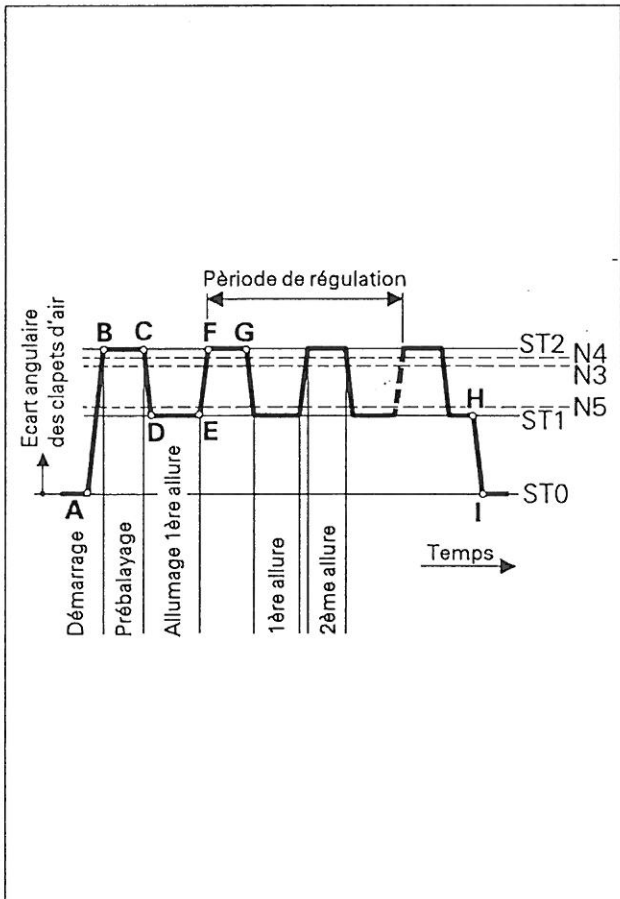 Pèriode de régulation
Ecart angulaire
des clapets d'air
B
C
F
G
ST2
N4
N3
N5
ST1
D
E
H
A
ST0
I
Temps
Démarrage
Prébalayage
Allumage 1ère allure
1ère allure
2ème allure